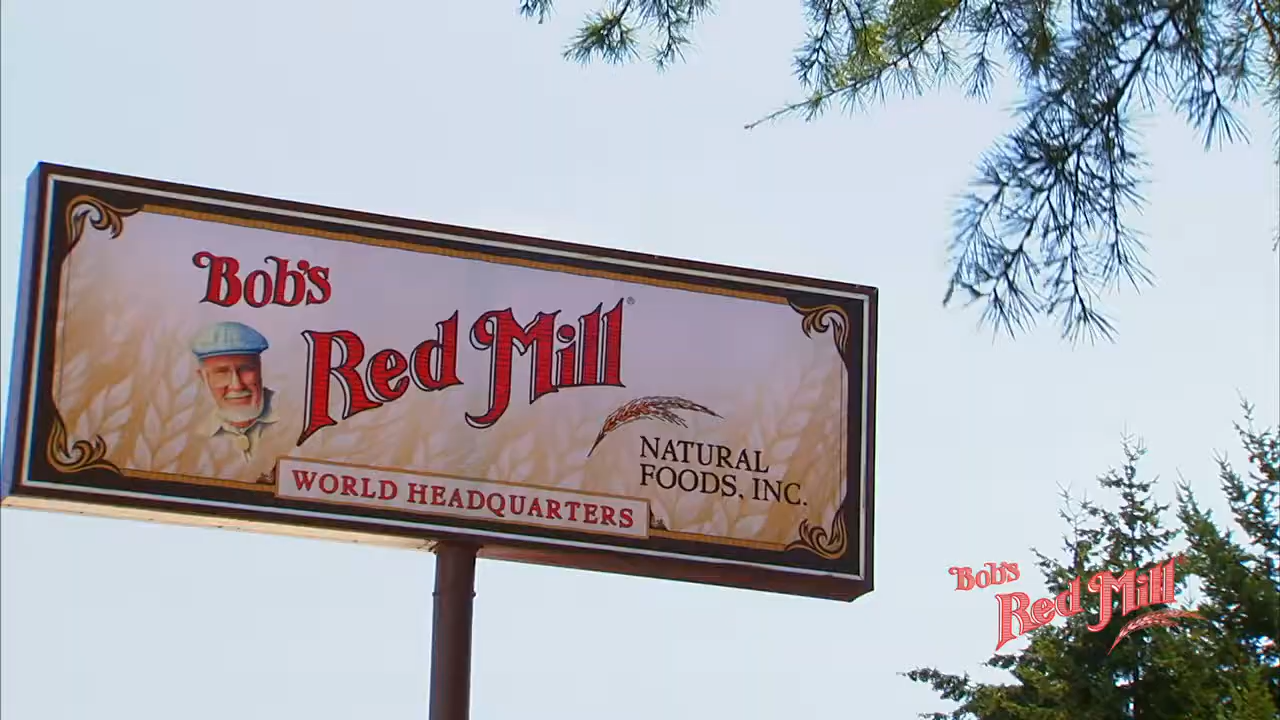 Bob's
Red Mill®
NATURAL
FOODS, INC.
WORLD HEADQUARTERS
Bob's
Red Mill